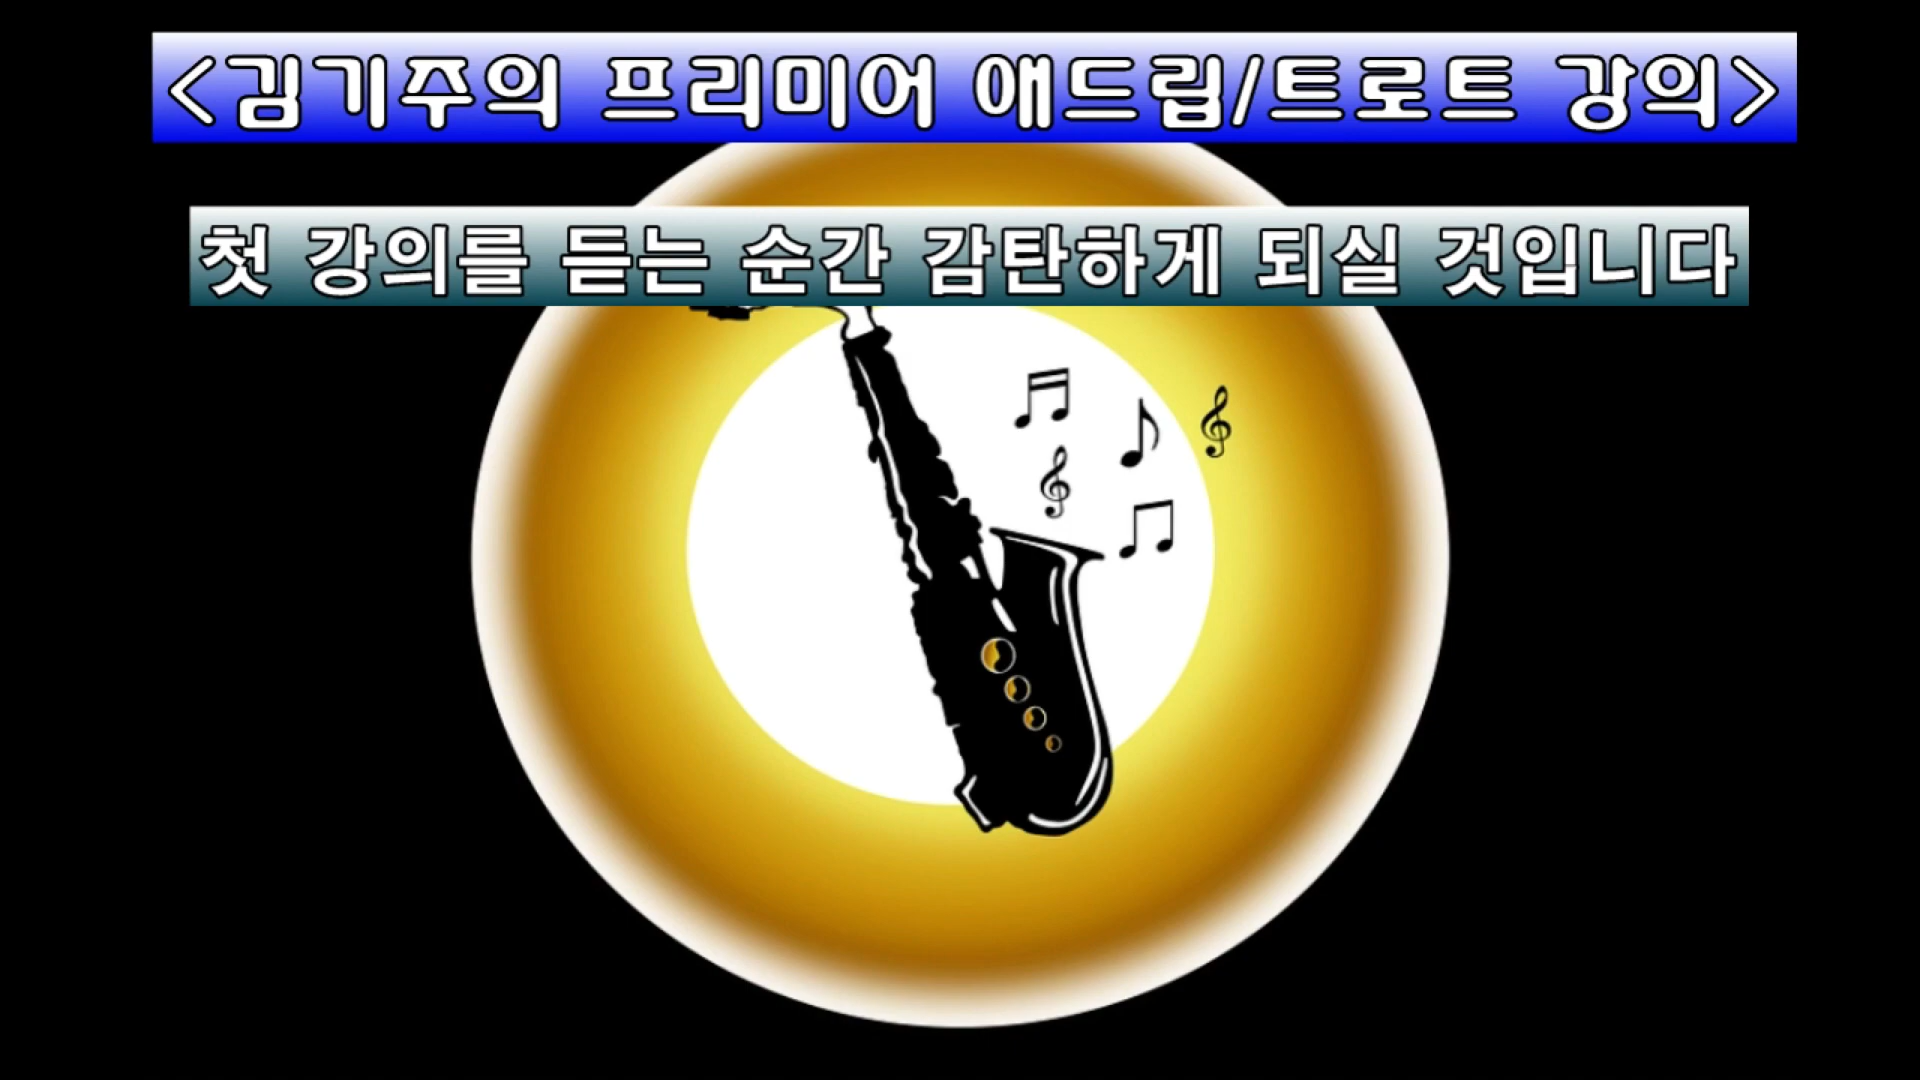 <김기주의 프리미어 애드립/트로트 강의>
첫 강의를 듣는 순간 감탄하게 되실 것입니다